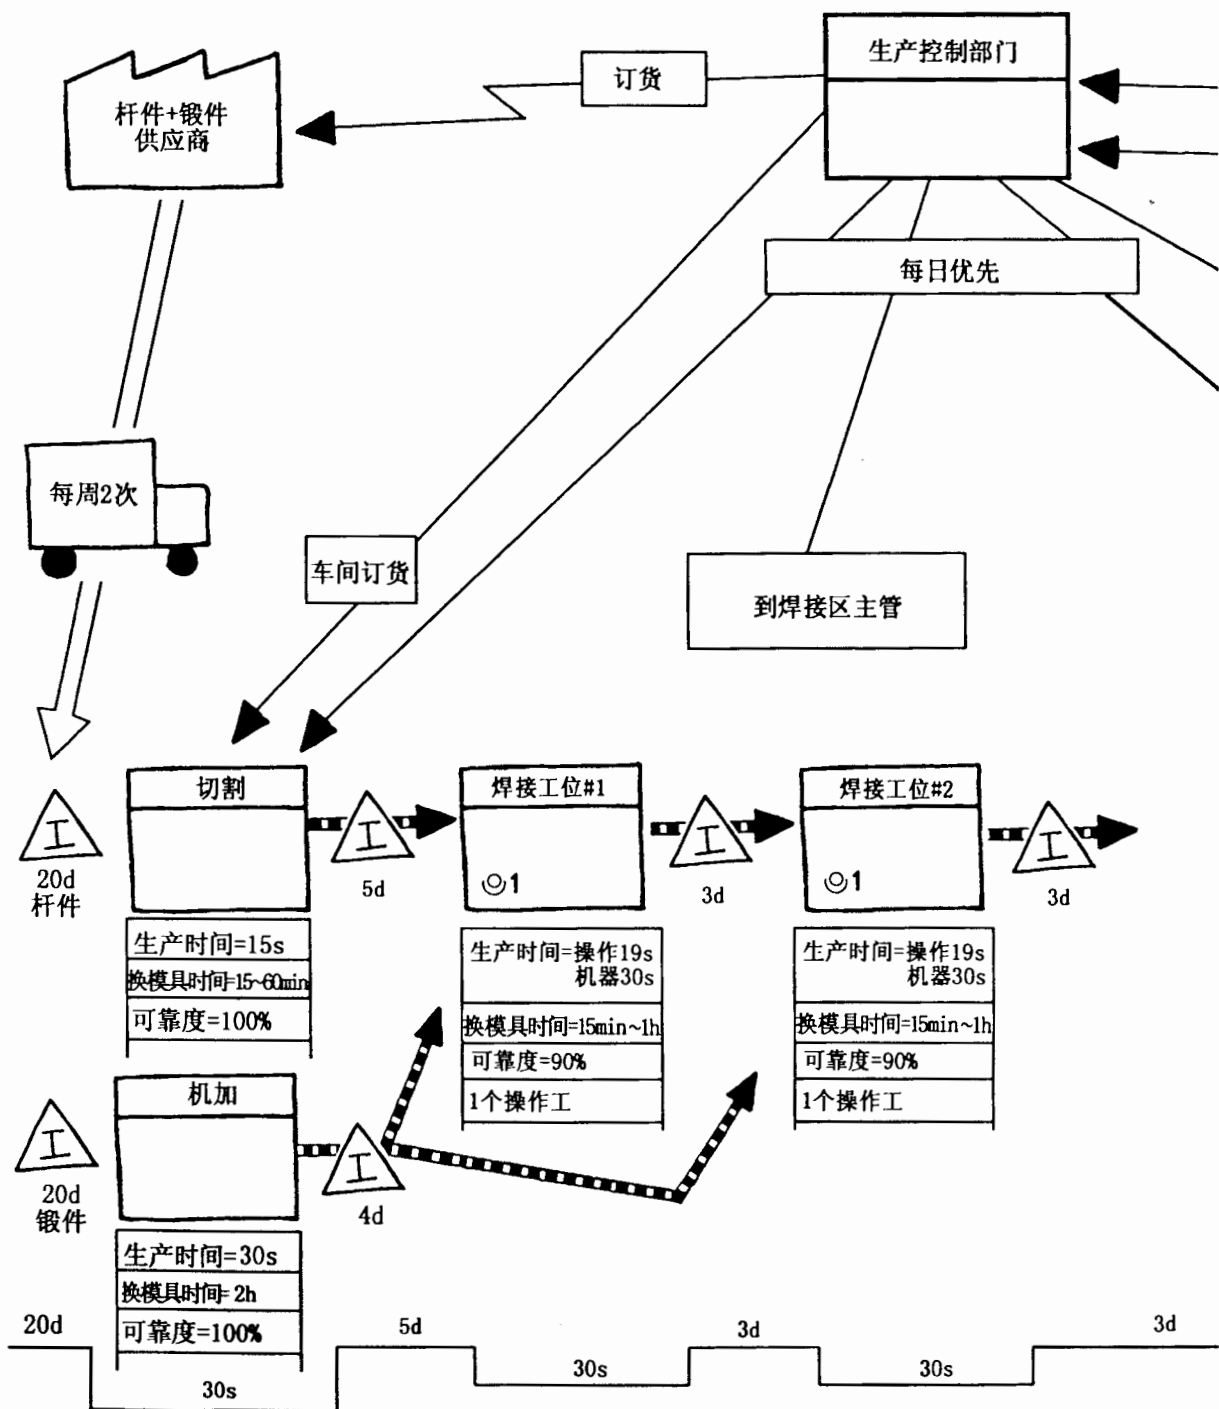 生产控制部门
订货
杆件+锻件
供应商
每日优先
每周2次
车间订货
到焊接区主管
切割
焊接工位#1
焊接工位#2
工
工
工
工
1
1
20d
杆件
5d
3d
3d
生产时间=15s
换模具时间=15~60min
可靠度=100%
生产时间=操作19s
机器30s
换模具时间=15min~1h
可靠度=90%
1个操作工
生产时间=操作19s
机器30s
换模具时间=15min~1h
可靠度=90%
1个操作工
机加
工
工
20d
锻件
4d
生产时间=30s
换模具时间=2h
可靠度=100%
20d
5d
3d
3d
30s
30s
30s